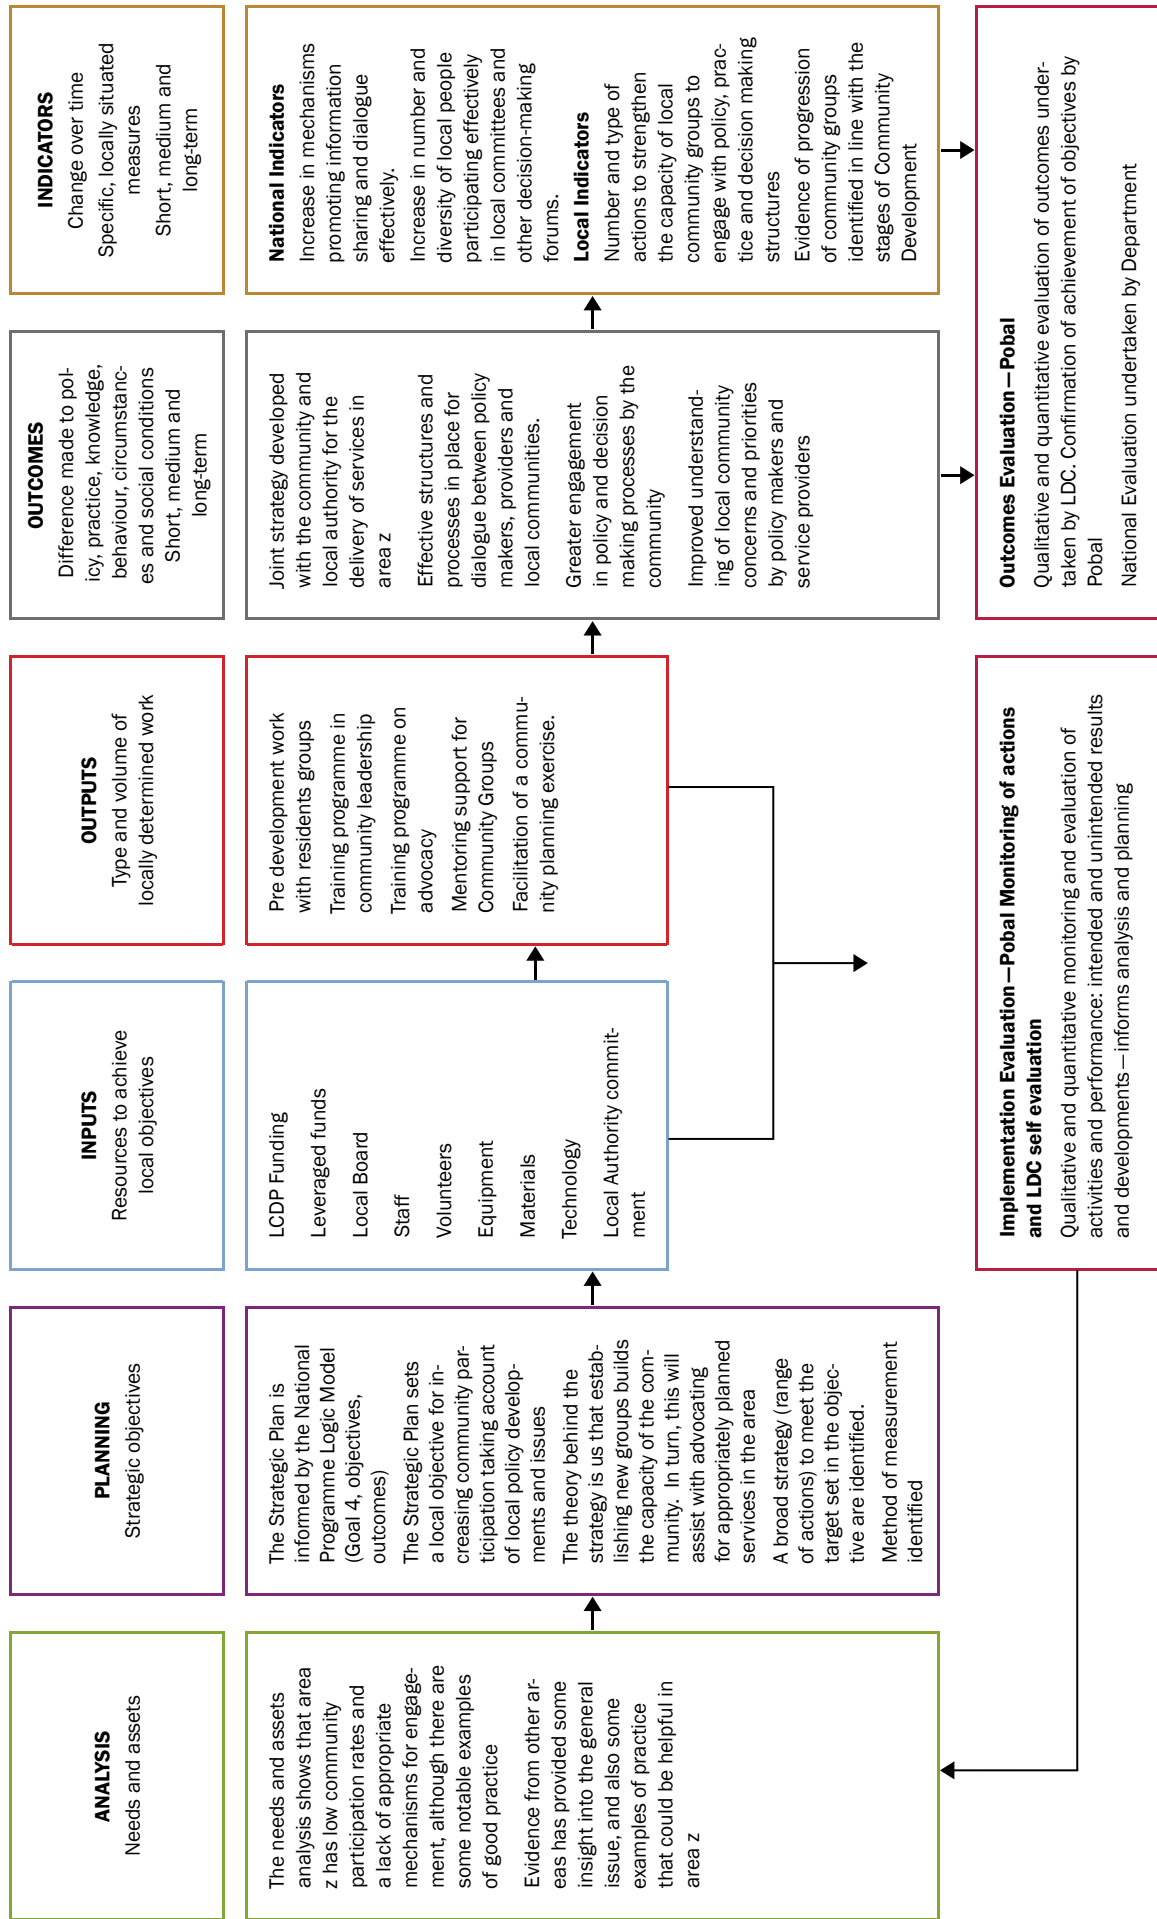 ANALYSIS
Needs and assets
The needs and assets
analysis shows that area
z has low community
participation rates and
a lack of appropriate
mechanisms for engage-
ment, although there are
some notable examples
of good practice
Evidence from other ar-
eas has provided some
insight into the general
issue, and also some
examples of practice
that could be helpful in
area z
PLANNING
Strategic objectives
The Strategic Plan is
informed by the National
Programme Logic Model
(Goal 4, objectives,
outcomes)
The Strategic Plan sets
a local objective for in-
creasing community par-
ticipation taking account
of local policy develop-
ments and issues
The theory behind the
strategy is us that estab-
lishing new groups builds
the capacity of the com-
munity. In turn, this will
assist with advocating
for appropriately planned
services in the area
A broad strategy (range
of actions) to meet the
target set in the objec-
tive are identified.
Method of measurement
identified
INPUTS
Resources to achieve
local objectives
LCDP Funding
Leveraged funds
Local Board
Staff
Volunteers
Equipment
Materials
Technology
Local Authority commit-
ment
OUTPUTS
Type and volume of
locally determined work
Pre development work
with residents groups
Training programme in
community leadership
Training programme on
advocacy
Mentoring support for
Community Groups
Facilitation of a commu-
nity planning exercise.
OUTCOMES
Difference made to pol-
icy, practice, knowledge,
behaviour, circumstanc-
es and social conditions
Short, medium and
long-term
Joint strategy developed
with the community and
local authority for the
delivery of services in
area z
Effective structures and
processes in place for
dialogue between policy
makers, providers and
local communities.
Greater engagement
in policy and decision
making processes by the
community
Improved understand-
ing of local community
concerns and priorities
by policy makers and
service providers
INDICATORS
Change over time
Specific, locally situated
measures
Short, medium and
long-term
National Indicators
Increase in mechanisms
promoting information
sharing and dialogue
effectively.
Increase in number and
diversity of local people
participating effectively
in local committees and
other decision-making
forums.
Local Indicators
Number and type of
actions to strengthen
the capacity of local
community groups to
engage with policy, prac-
tice and decision making
structures
Evidence of progression
of community groups
identified in line with the
stages of Community
Development
Implementation Evaluation—Pobal Monitoring of actions
and LDC self evaluation
Qualitative and quantitative monitoring and evaluation of
activities and performance: intended and unintended results
and developments—informs analysis and planning
Outcomes Evaluation—Pobal
Qualitative and quantitative evaluation of outcomes under-
taken by LDC. Confirmation of achievement of objectives by
Pobal
National Evaluation undertaken by Department